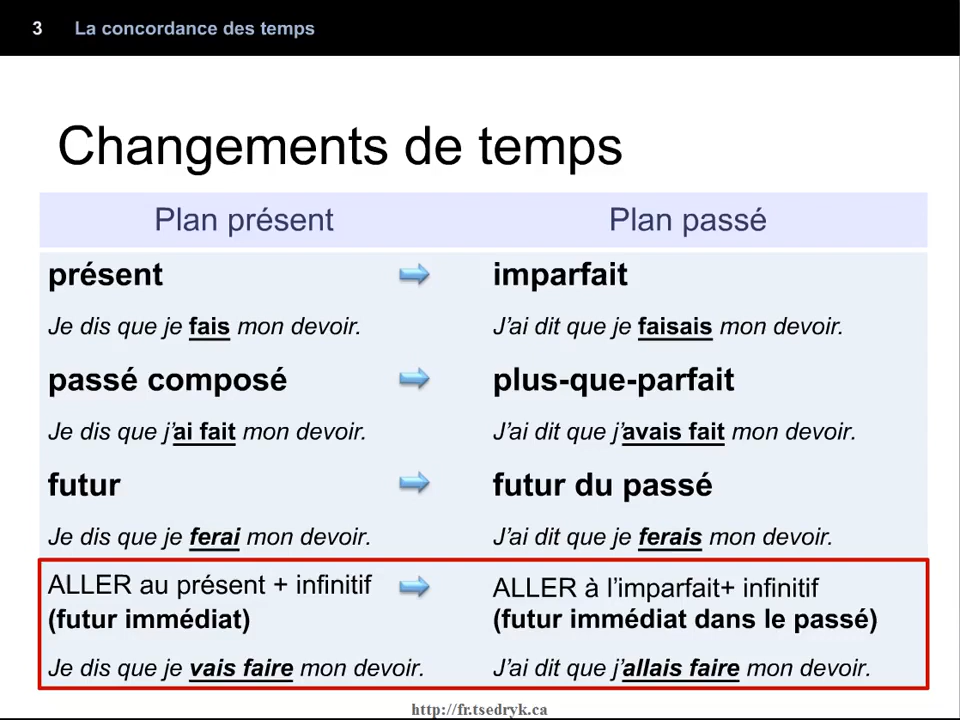 3 La concordance des temps
Changements de temps
Plan présent Plan passé
présent imparfait
Je dis que je fais mon devoir. J’ai dit que je faisais mon devoir.
passé composé plus-que-parfait
Je dis que j’ai fait mon devoir. J’ai dit que j’avais fait mon devoir.
futur futur du passé
Je dis que je ferai mon devoir. J’ai dit que je ferais mon devoir.
ALLER au présent + infinitif ALLER à l’imparfait+ infinitif
(futur immédiat) (futur immédiat dans le passé)
Je dis que je vais faire mon devoir. J’ai dit que j’allais faire mon devoir.
http://fr.tsedryk.ca